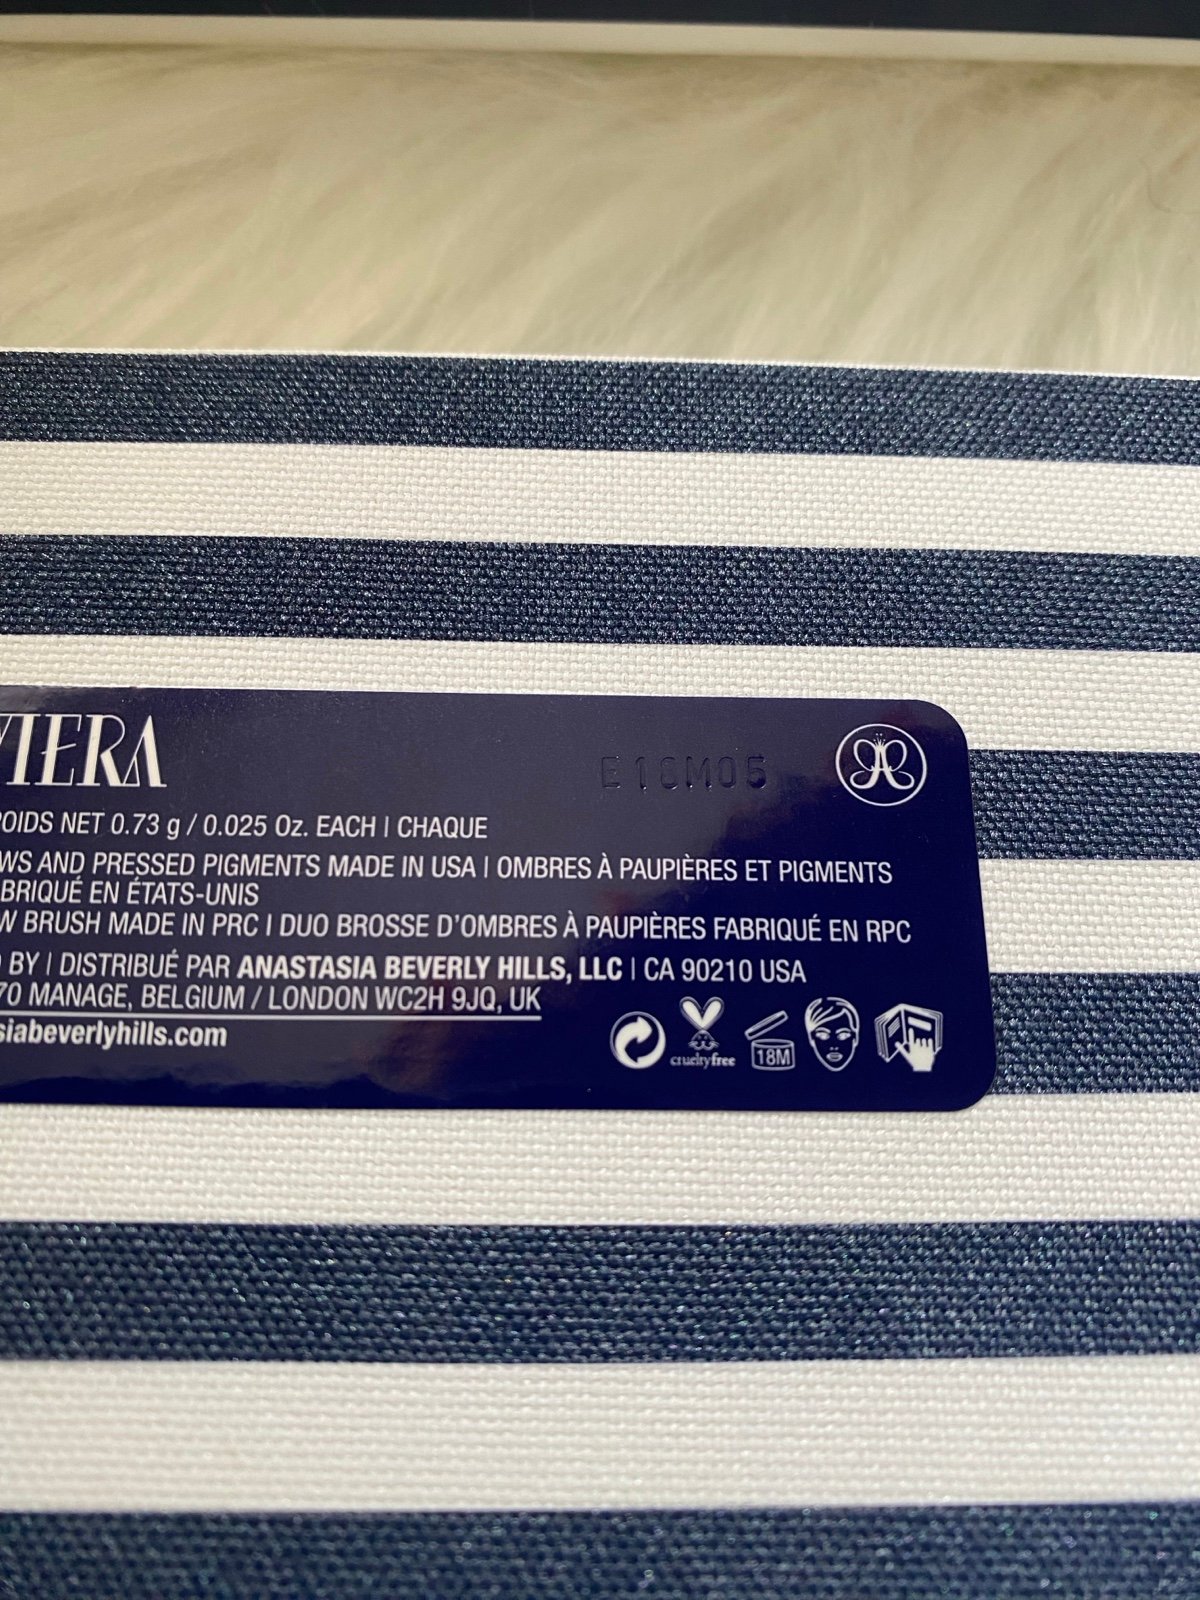 VIERA
E18M05
POIDS NET 0.73 g / 0.025 Oz. EACH | CHAQUE
WS AND PRESSED PIGMENTS MADE IN USA | OMBRES À PAUPIÈRES ET PIGMENTS
BRIQUÉ EN ÉTATS-UNIS
W BRUSH MADE IN PRC | DUO BROSSE D'OMBRES À PAUPIÈRES FABRIQUÉ EN RPC
BY | DISTRIBUÉ PAR ANASTASIA BEVERLY HILLS, LLC | CA 90210 USA
70 MANAGE, BELGIUM / LONDON WC2H 9JQ, UK
siabeverlyhills.com
crueltyfree
18M